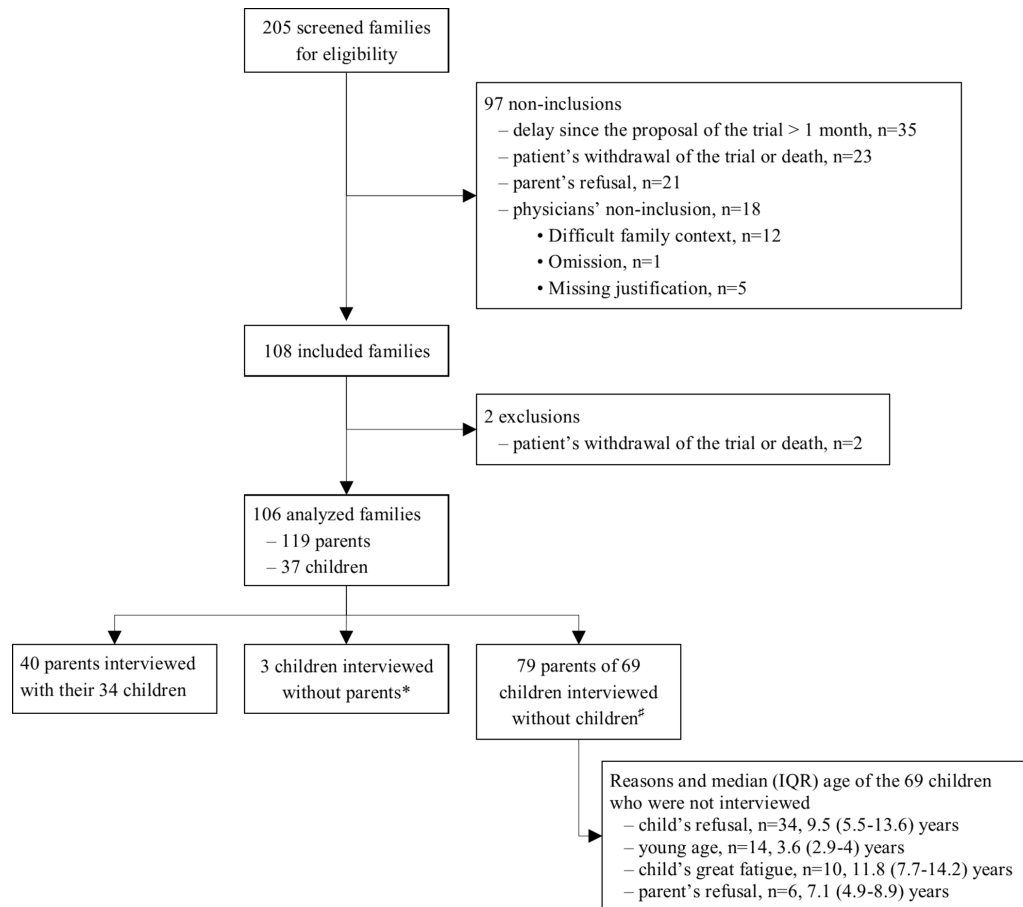 205 screened families
for eligibility
97 non-inclusions
– delay since the proposal of the trial > 1 month, n=35
– patient’s withdrawal of the trial or death, n=23
– parent’s refusal, n=21
– physicians’ non-inclusion, n=18
• Difficult family context, n=12
• Omission, n=1
• Missing justification, n=5
108 included families
2 exclusions
– patient’s withdrawal of the trial or death, n=2
106 analyzed families
– 119 parents
– 37 children
40 parents interviewed
with their 34 children
3 children interviewed
without parents*
79 parents of 69
children interviewed
without children♯
Reasons and median (IQR) age of the 69 children
who were not interviewed
– child’s refusal, n=34, 9.5 (5.5-13.6) years
– young age, n=14, 3.6 (2.9-4) years
– child’s great fatigue, n=10, 11.8 (7.7-14.2) years
– parent’s refusal, n=6, 7.1 (4.9-8.9) years